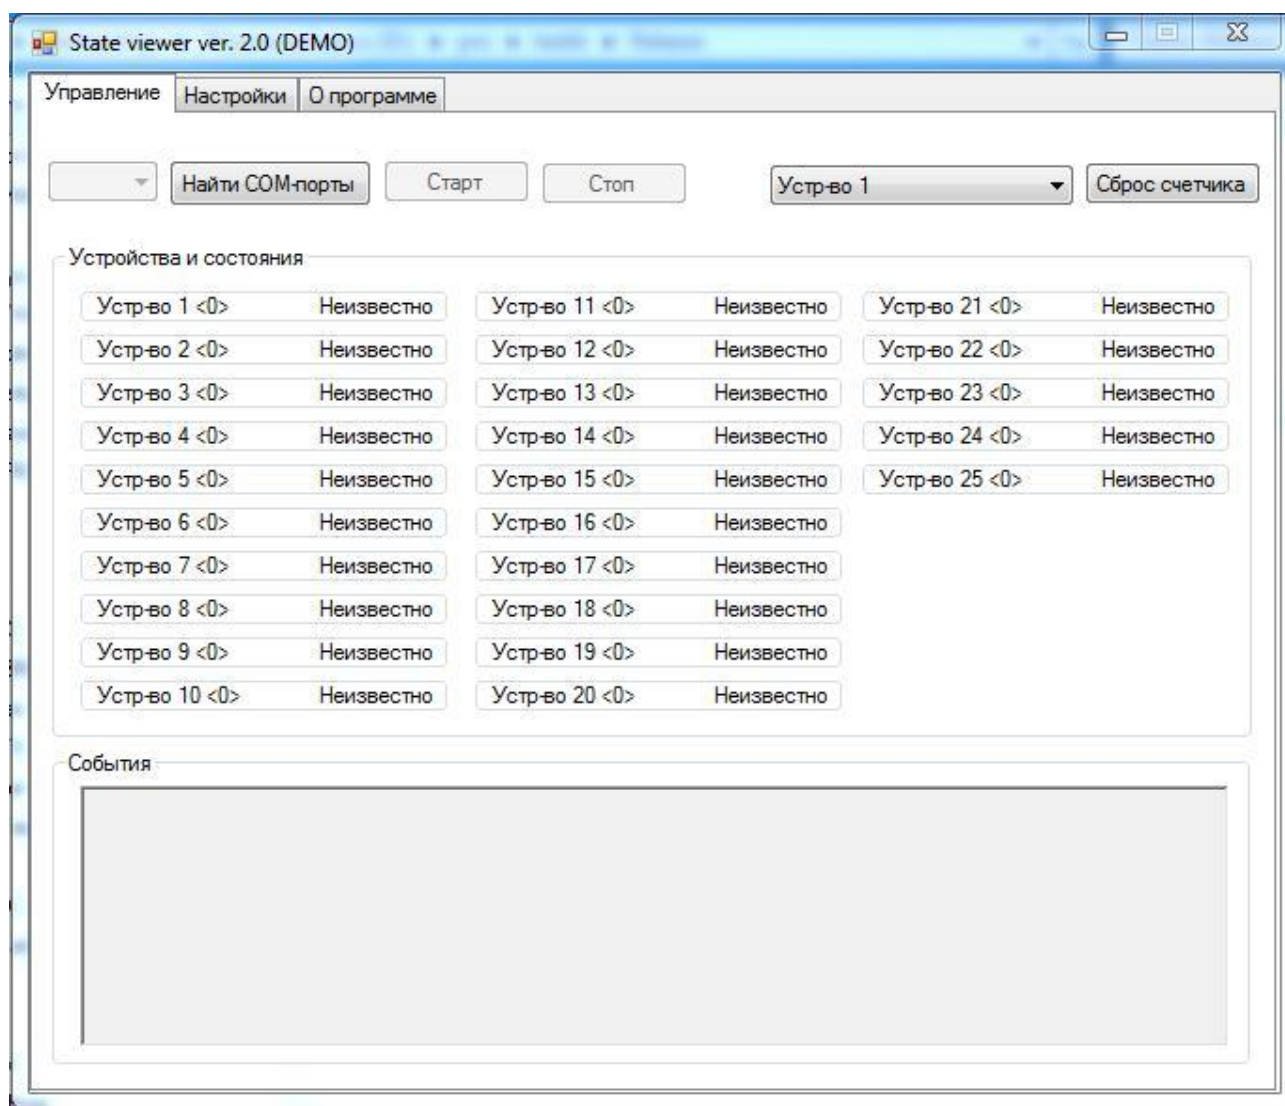 State viewer ver. 2.0 (DEMO)
Управление Настройки О программе
Найти COM-порты Старт Стоп Устр-во 1 Сброс счетчика
Устройства и состояния
Устр-во 1 <0> Неизвестно Устр-во 11 <0> Неизвестно Устр-во 21 <0> Неизвестно
Устр-во 2 <0> Неизвестно Устр-во 12 <0> Неизвестно Устр-во 22 <0> Неизвестно
Устр-во 3 <0> Неизвестно Устр-во 13 <0> Неизвестно Устр-во 23 <0> Неизвестно
Устр-во 4 <0> Неизвестно Устр-во 14 <0> Неизвестно Устр-во 24 <0> Неизвестно
Устр-во 5 <0> Неизвестно Устр-во 15 <0> Неизвестно Устр-во 25 <0> Неизвестно
Устр-во 6 <0> Неизвестно Устр-во 16 <0> Неизвестно
Устр-во 7 <0> Неизвестно Устр-во 17 <0> Неизвестно
Устр-во 8 <0> Неизвестно Устр-во 18 <0> Неизвестно
Устр-во 9 <0> Неизвестно Устр-во 19 <0> Неизвестно
Устр-во 10 <0> Неизвестно Устр-во 20 <0> Неизвестно
События